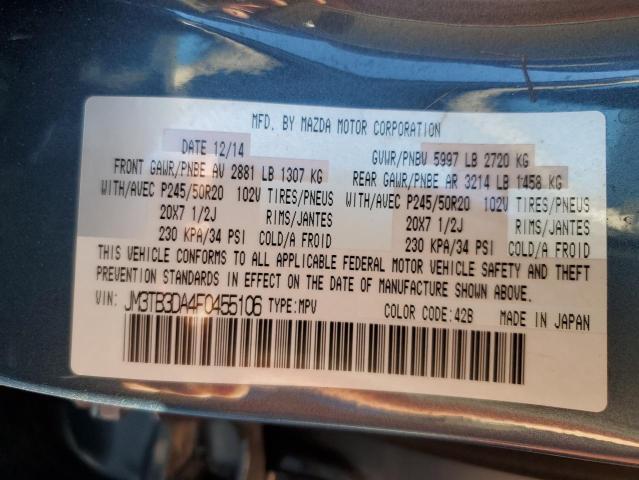 MFD. BY MAZDA MOTOR CORPORATION
DATE 12/14 GVWR/PNBV 5997 LB 2720 KG
FRONT GAWR/PNBE AV 2881 LB 1307 KG REAR GAWR/PNBE AR 3214 LB 1458 KG
WITH/AVEC P245/50R20 102V TIRES/PNEUS WITH/AVEC P245/50R20 102V TIRES/PNEUS
20X7 1/2J RIMS/JANTES 20X7 1/2J RIMS/JANTES
230 KPA/34 PSI COLD/A FROID 230 KPA/34 PSI COLD/A FROID
THIS VEHICLE CONFORMS TO ALL APPLICABLE FEDERAL MOTOR VEHICLE SAFETY AND THEFT
PREVENTION STANDARDS IN EFFECT ON THE DATE OF MANUFACTURE SHOWN ABOVE.
VIN: JM3TB3DA4F0455106 TYPE:MPV COLOR CODE:42B MADE IN JAPAN